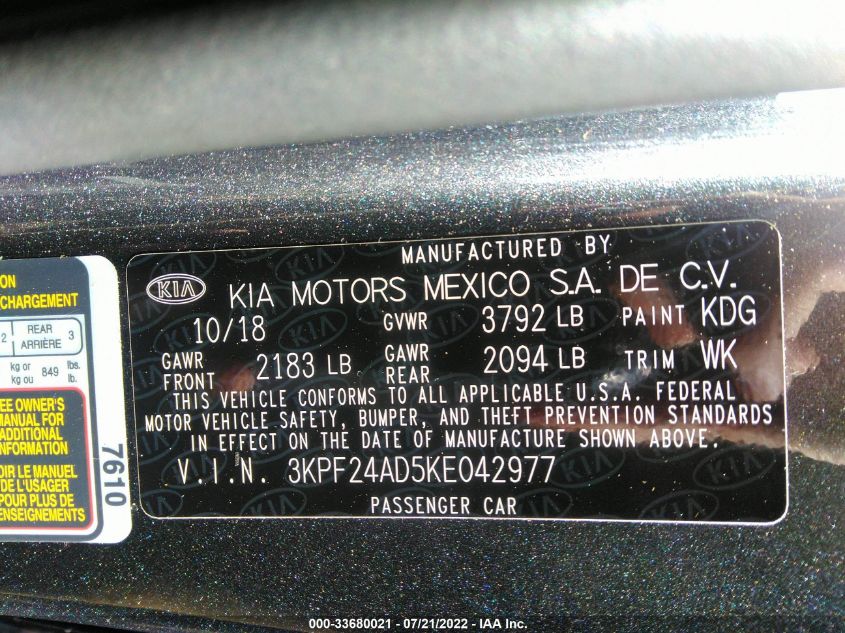 MANUFACTURED BY
KIA KIA MOTORS MEXICO S.A. DE C.V.
10/18 GVWR 3792 LB PAINT KDG
GAWR FRONT 2183 LB GAWR REAR 2094 LB TRIM WK
THIS VEHICLE CONFORMS TO ALL APPLICABLE U.S.A. FEDERAL
MOTOR VEHICLE SAFETY, BUMPER, AND THEFT PREVENTION STANDARDS
IN EFFECT ON THE DATE OF MANUFACTURE SHOWN ABOVE.
V.I.N. 3KPF24AD5KE042977
PASSENGER CAR
CHARGEMENT
REAR
ARRIÈRE 3
2
kg or
kg ou 849 lbs.
lb.
OWNER'S
MANUAL FOR
ADDITIONAL
INFORMATION
LE MANUEL
DE L'USAGER
POUR PLUS DE
7610
000-33680021 - 07/21/2022 - IAA Inc.